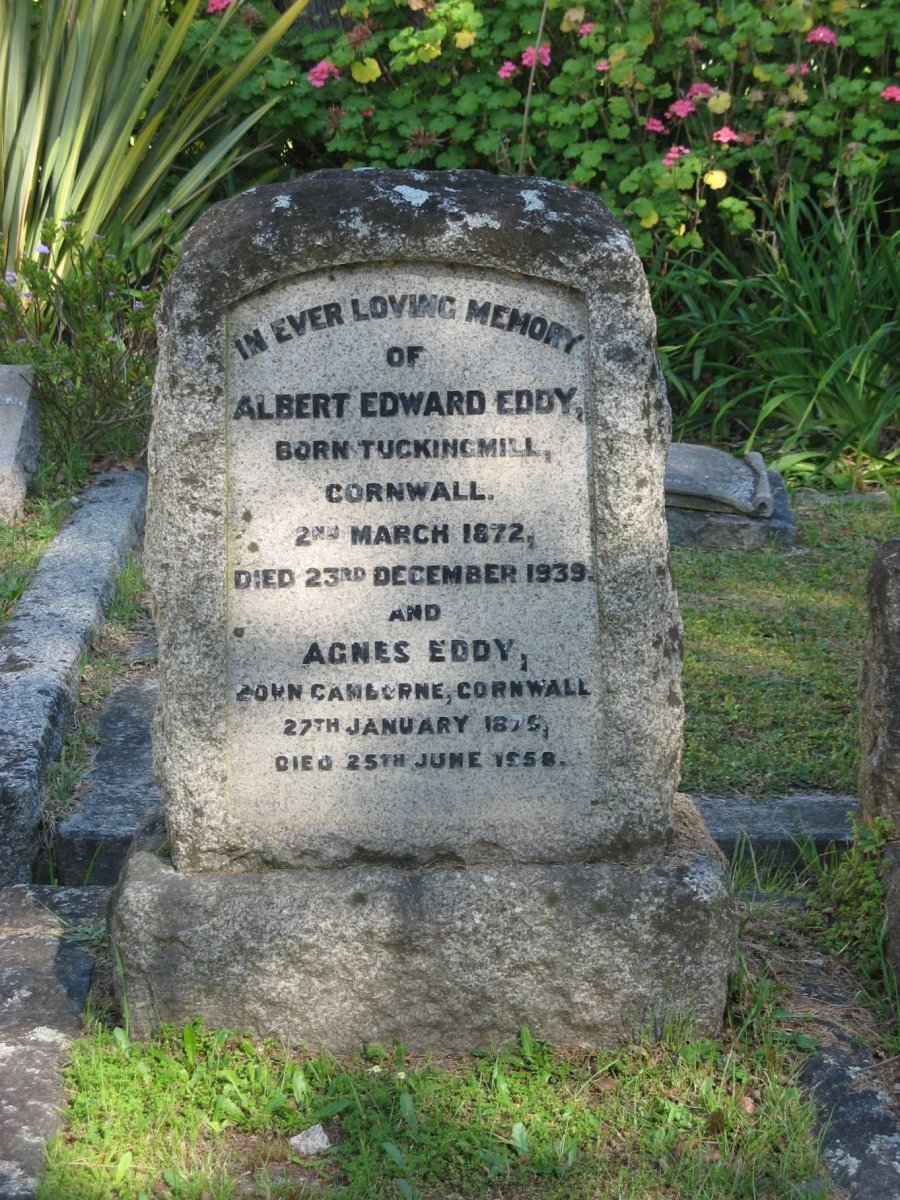 IN EVER LOVING MEMORY
OF
ALBERT EDWARD EDDY,
BORN TUCKINGMILL,
CORNWALL.
2ND MARCH 1872,
DIED 23RD DECEMBER 1939.
AND
AGNES EDDY,
BORN CAMBORNE, CORNWALL
27TH JANUARY 1875,
DIED 25TH JUNE 1958.